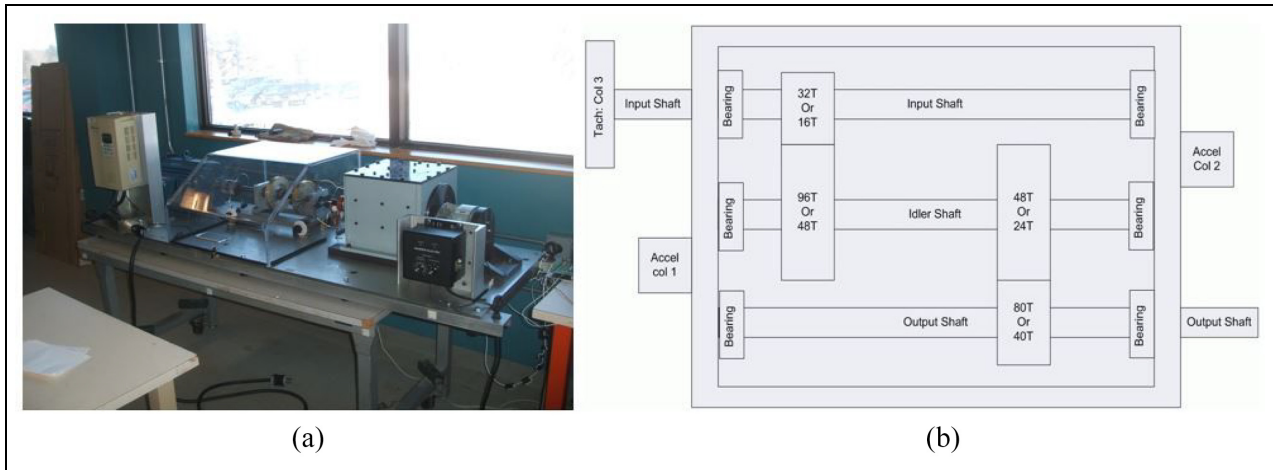 Tach: Col 3
Input Shaft
Bearing
32T
Or
16T
Input Shaft
Bearing
Accel
Col 2
Bearing
96T
Or
48T
Idler Shaft
48T
Or
24T
Bearing
Accel
col 1
Bearing
Output Shaft
80T
Or
40T
Bearing
Output Shaft
(a)
(b)